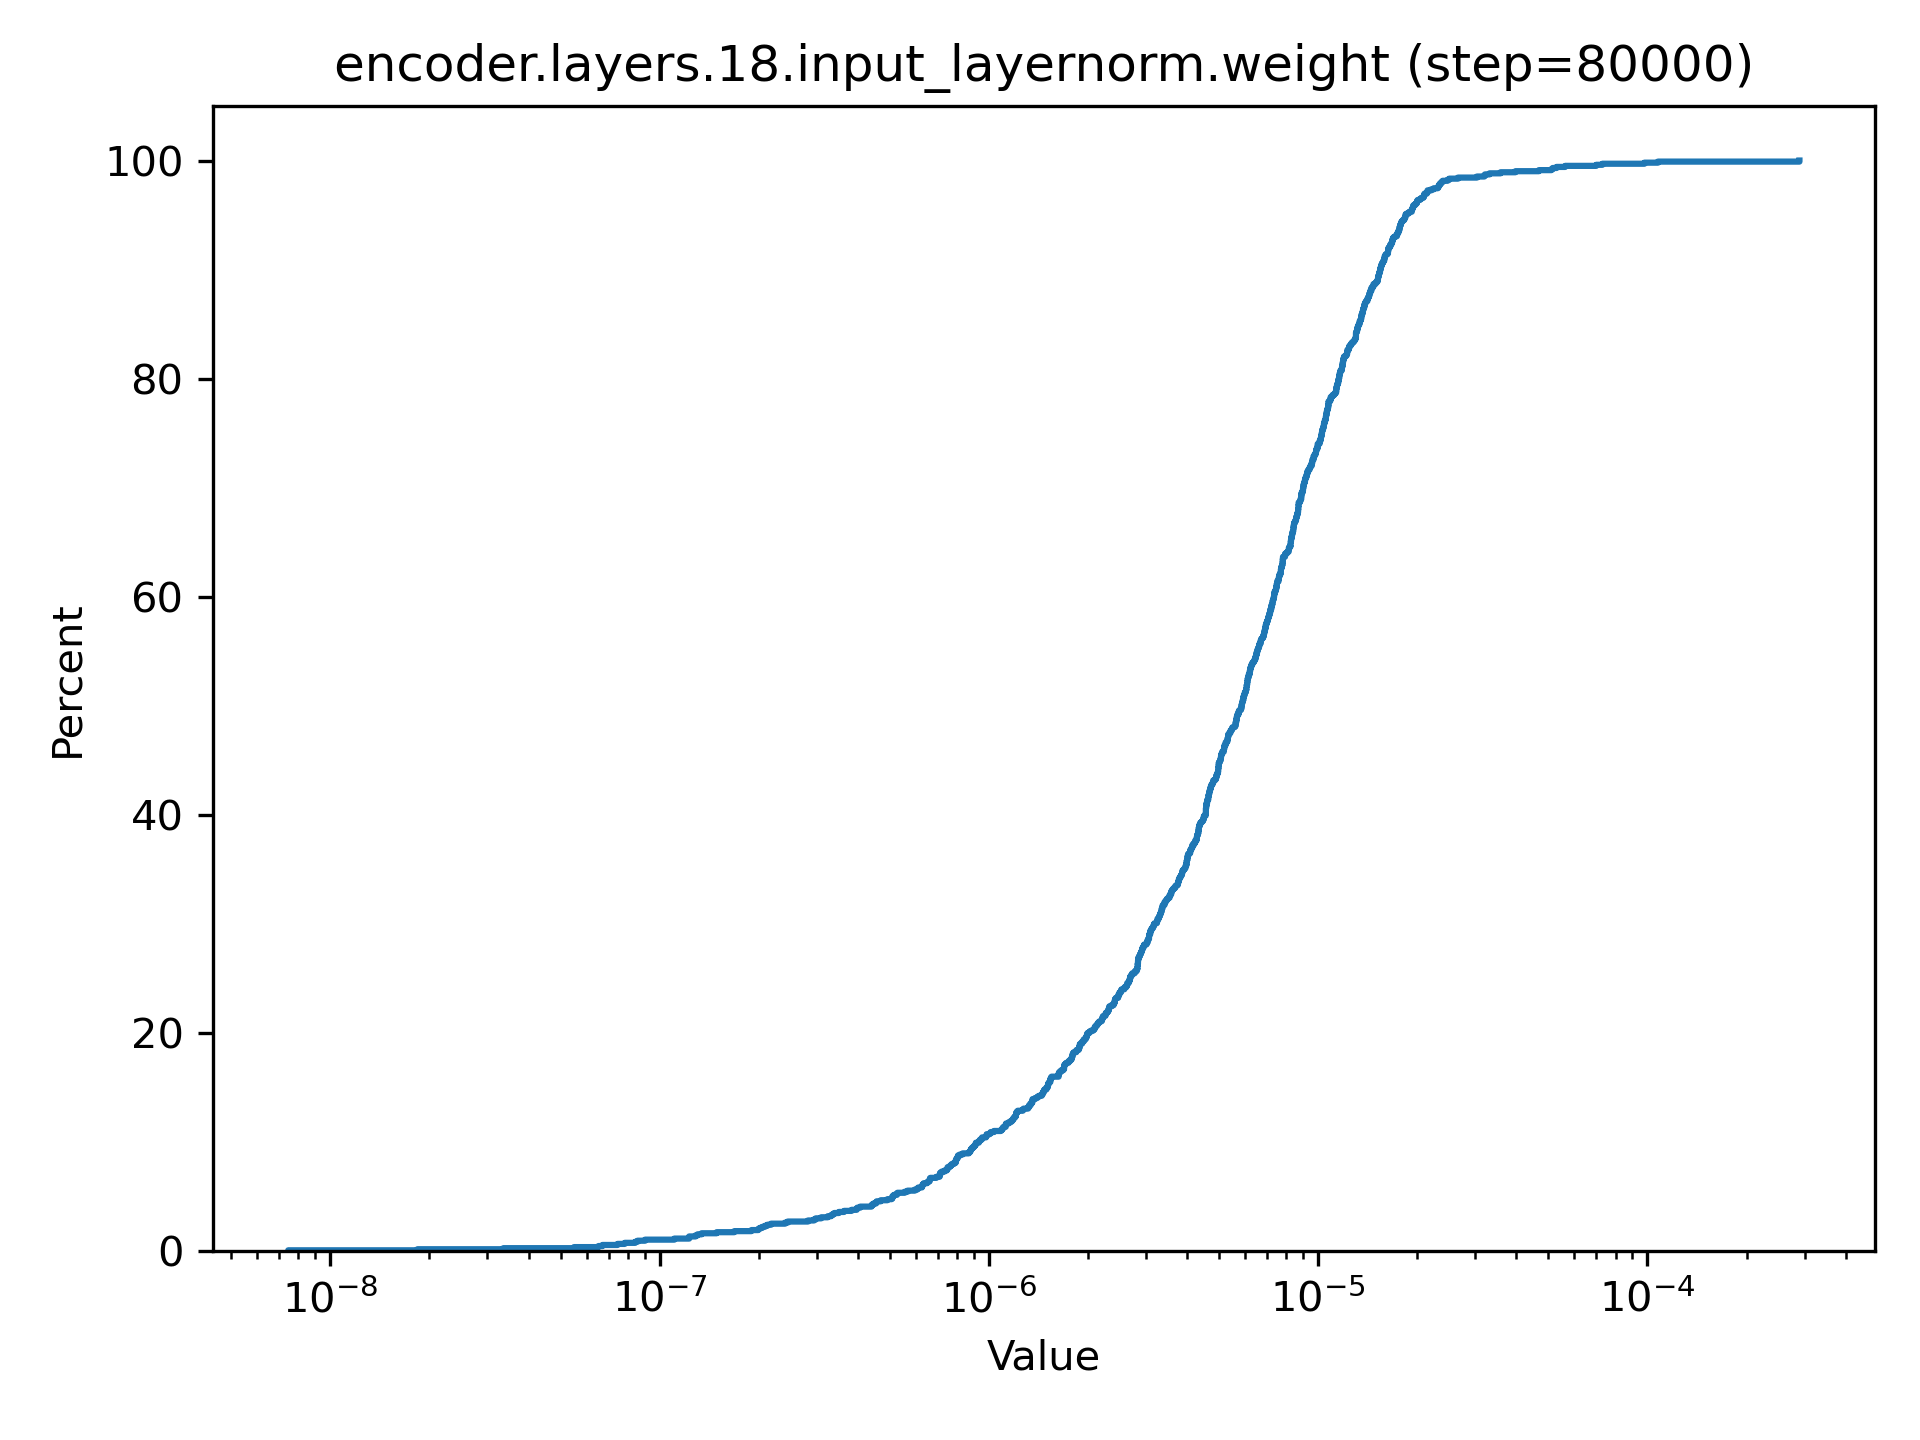 encoder.layers.18.input_layernorm.weight (step=80000)
100
80
60
40
20
0
Percent
10⁻⁸ 10⁻⁷ 10⁻⁶ 10⁻⁵ 10⁻⁴
Value